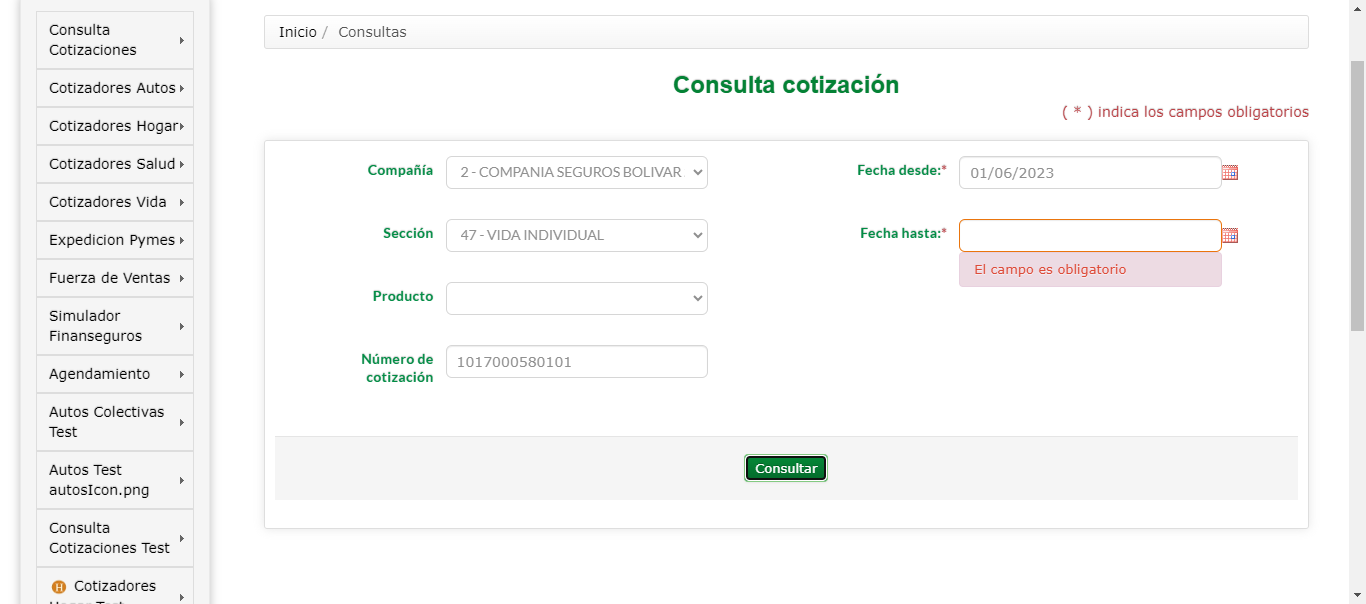 Consulta
Cotizaciones
Cotizadores Autos
Cotizadores Hogar
Cotizadores Salud
Cotizadores Vida
Expedicion Pymes
Fuerza de Ventas
Simulador
Finanseguros
Agendamiento
Autos Colectivas
Test
Autos Test
autosIcon.png
Consulta
Cotizaciones Test
H Cotizadores
Hogar Test
Inicio / Consultas
Consulta cotización
( * ) indica los campos obligatorios
Compañía 2 - COMPANIA SEGUROS BOLIVAR
Fecha desde:* 01/06/2023
Sección 47 - VIDA INDIVIDUAL
Fecha hasta:*
El campo es obligatorio
Producto
Número de
cotización
1017000580101
Consultar